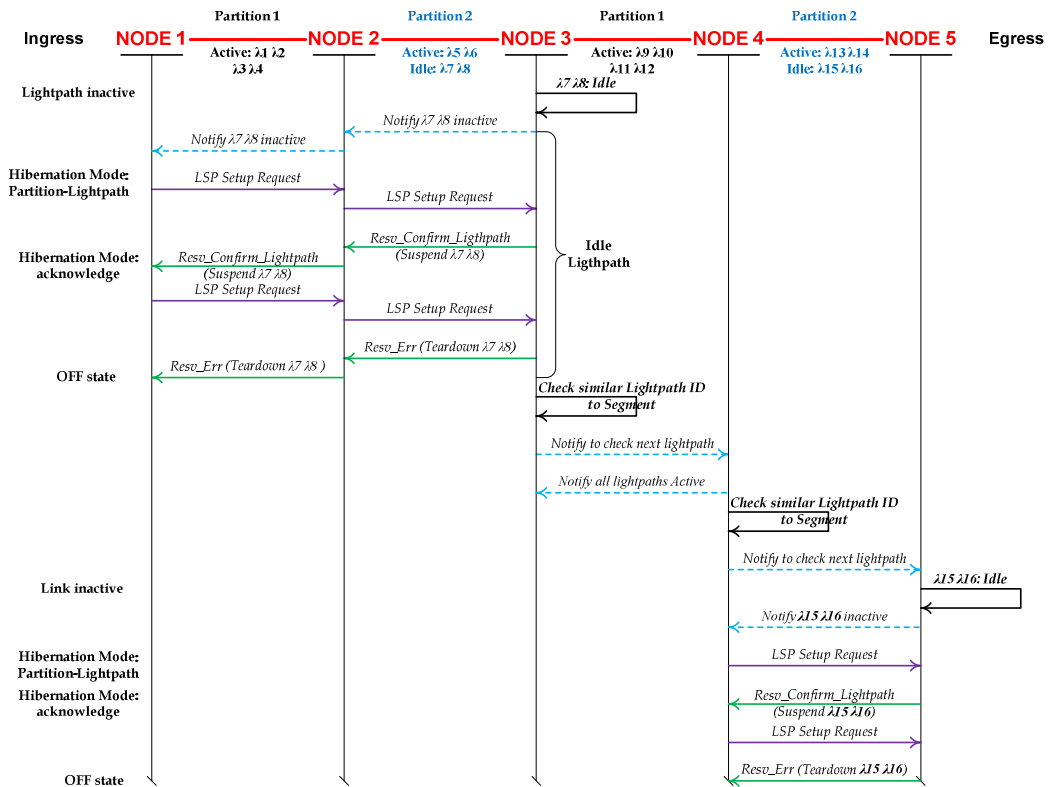 Partition 1
Partition 2
Partition 1
Partition 2
Ingress
NODE 1
NODE 2
NODE 3
NODE 4
NODE 5
Egress
Active: λ1 λ2
λ3 λ4
Active: λ5 λ6
Idle: λ7 λ8
Active: λ9 λ10
λ11 λ12
Active: λ13 λ14
Idle: λ15 λ16
Lightpath inactive
λ7 λ8: Idle
Notify λ7 λ8 inactive
Notify λ7 λ8 inactive
Hibernation Mode:
Partition-Lightpath
LSP Setup Request
LSP Setup Request
Resv_Confirm_Ligthpath
(Suspend λ7 λ8)
Idle
Ligthpath
Hibernation Mode:
acknowledge
Resv_Confirm_Lightpath
(Suspend λ7 λ8)
LSP Setup Request
LSP Setup Request
Resv_Err (Teardown λ7 λ8)
Resv_Err (Teardown λ7 λ8 )
OFF state
Check similar Lightpath ID
to Segment
Notify to check next lightpath
Notify all lightpaths Active
Check similar Lightpath ID
to Segment
Notify to check next lightpath
Link inactive
λ15 λ16: Idle
Notify λ15 λ16 inactive
Hibernation Mode:
Partition-Lightpath
LSP Setup Request
Hibernation Mode:
acknowledge
Resv_Confirm_Lightpath
(Suspend λ15 λ16)
LSP Setup Request
OFF state
Resv_Err (Teardown λ15 λ16)